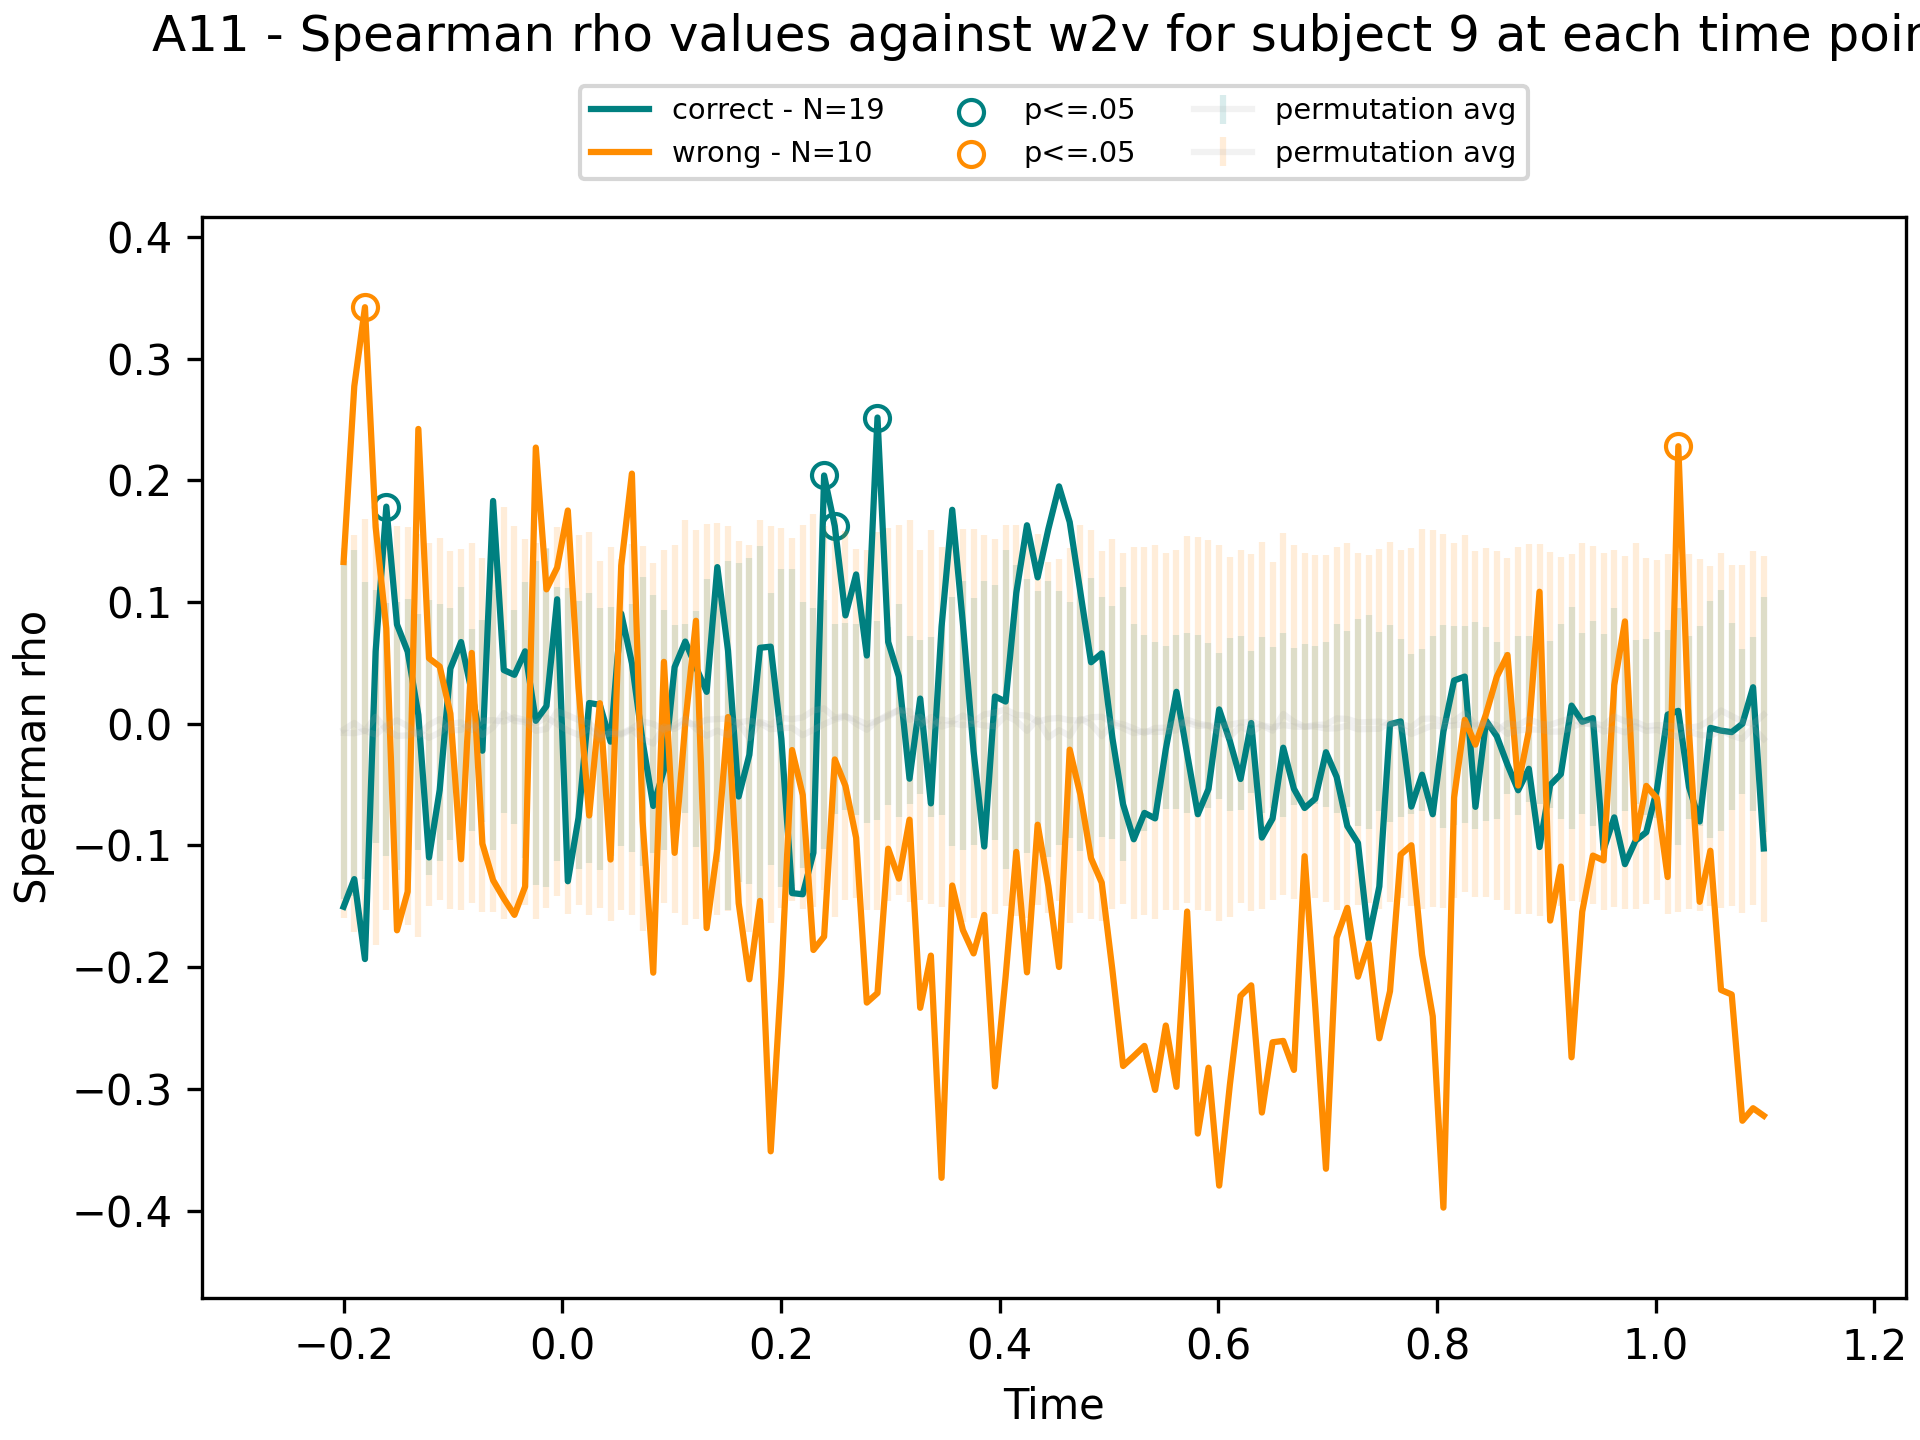 A11 - Spearman rho values against w2v for subject 9 at each time poin
correct - N=19
wrong - N=10
p<=.05
p<=.05
permutation avg
permutation avg
Spearman rho
0.4
0.3
0.2
0.1
0.0
−0.1
−0.2
−0.3
−0.4
−0.2 0.0 0.2 0.4 0.6 0.8 1.0 1.2
Time